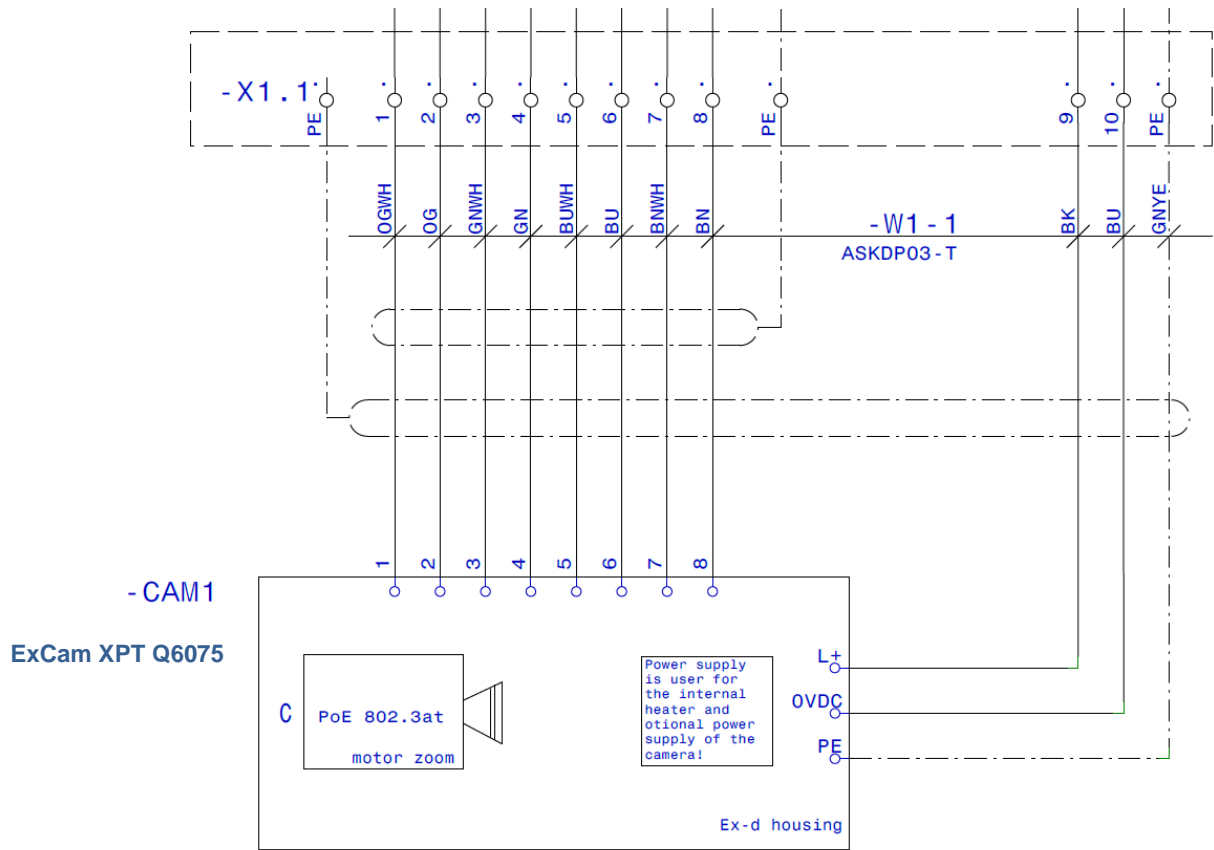 -X1.1
PE
1
2
3
4
5
6
7
8
PE
9
10
PE
OGWH
OG
GNWH
GN
BUWH
BU
BNWH
BN
-W1-1
ASKDP03-T
BK
BU
GNYE
1
2
3
4
5
6
7
8
-CAM1
ExCam XPT Q6075
C
PoE 802.3at
motor zoom
Power supply
is user for
the internal
heater and
otional power
supply of the
camera!
L+
0VDC
PE
Ex-d housing